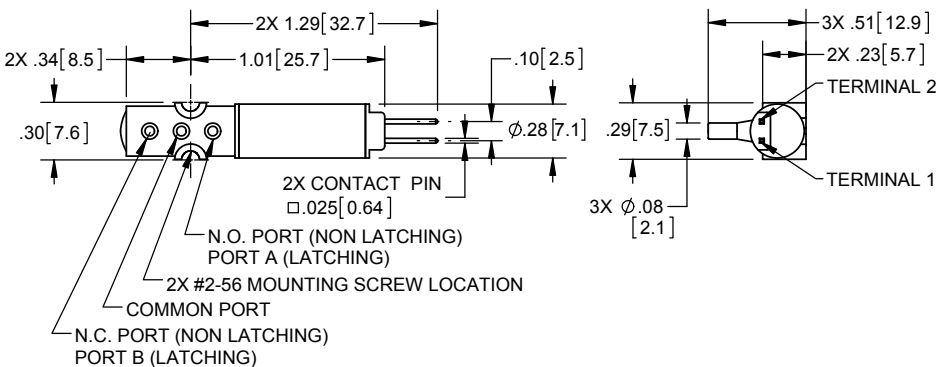 2X 1.29[32.7]
2X .34[8.5]
1.01[25.7]
.10[2.5]
.30[7.6]
⌀.28[7.1]
2X CONTACT PIN
□.025[0.64]
N.O. PORT (NON LATCHING)
PORT A (LATCHING)
2X #2-56 MOUNTING SCREW LOCATION
COMMON PORT
N.C. PORT (NON LATCHING)
PORT B (LATCHING)
3X .51[12.9]
2X .23[5.7]
TERMINAL 2
.29[7.5]
TERMINAL 1
3X ⌀.08
[2.1]